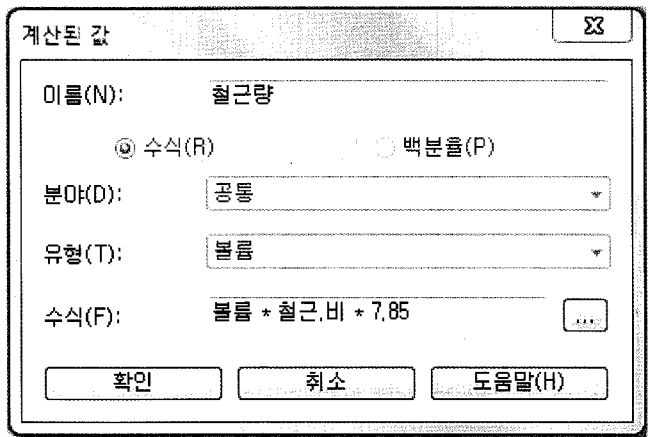 계산된 값
이름(N): 철근량
수식(R) 백분율(P)
분야(D): 공통
유형(T): 볼륨
수식(F): 볼륨 * 철근.비 * 7.85 ...
확인 취소 도움말(H)